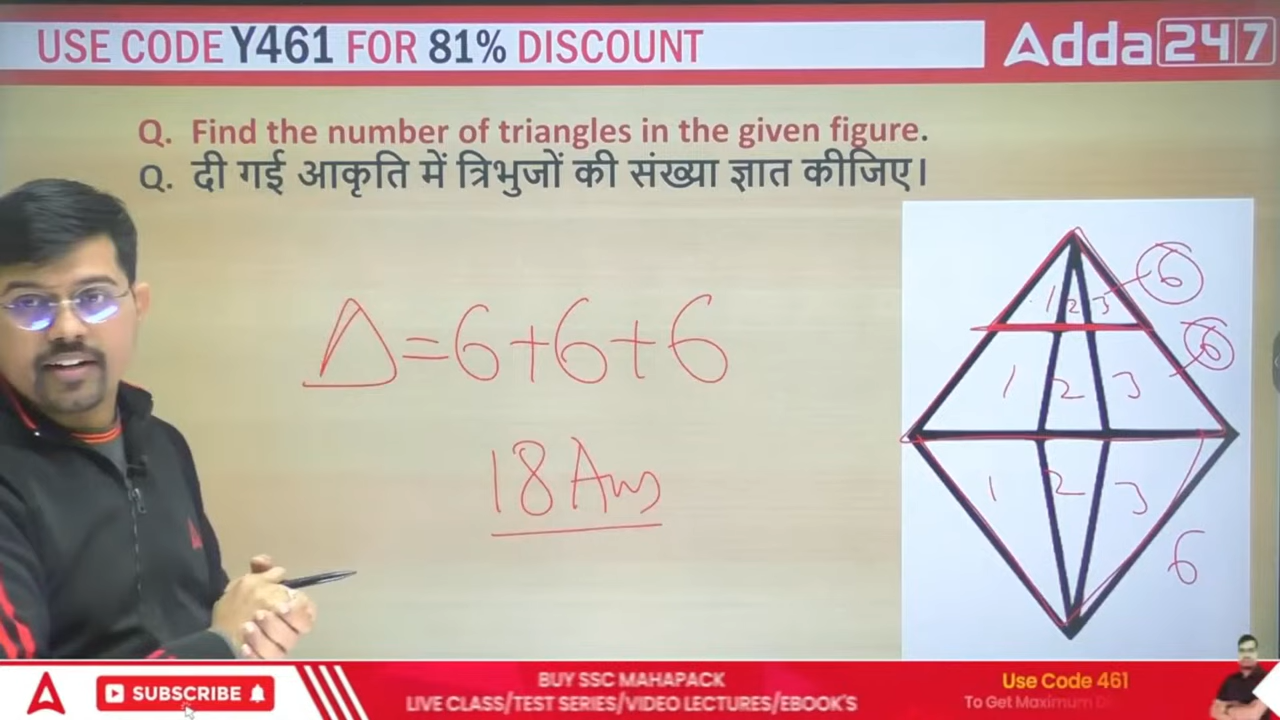 USE CODE Y461 FOR 81% DISCOUNT
Adda 247
Q. Find the number of triangles in the given figure.
Q. दी गई आकृति में त्रिभुजों की संख्या ज्ञात कीजिए।
Δ=6+6+6
18 Ans
1 2 3 6
1 2 3 6
1 2 3
6
SUBSCRIBE
BUY SSC MAHAPACK
LIVE CLASS/TEST SERIES/VIDEO LECTURES/EBOOK'S
Use Code 461
To Get Maximum